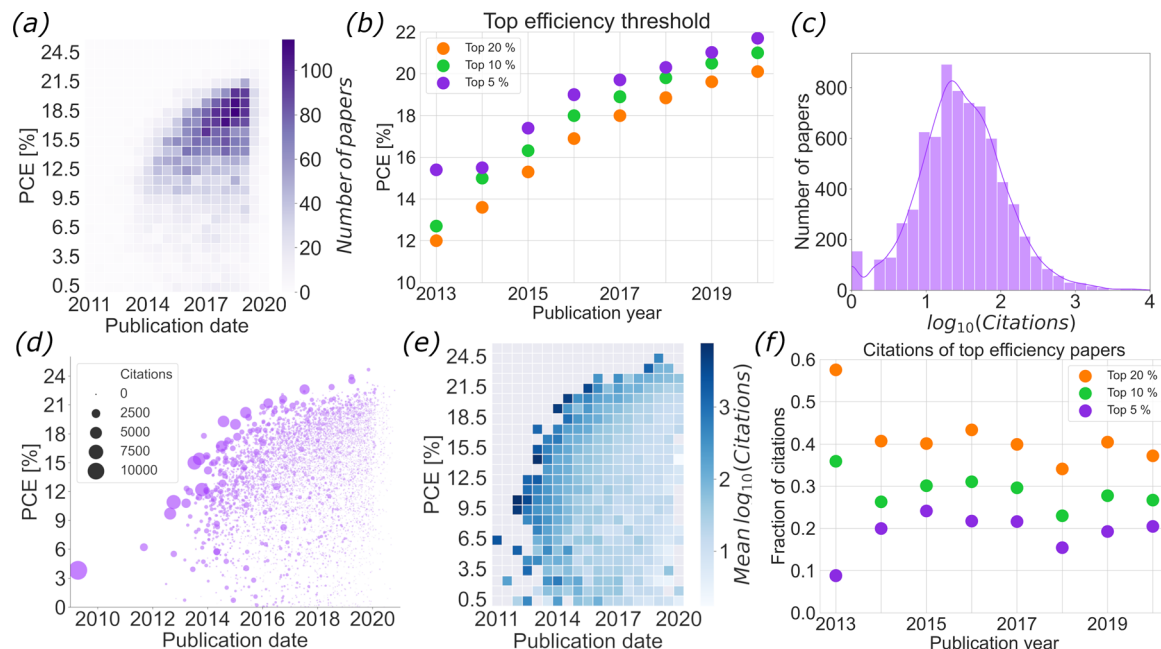 (a)
24.5
21.5
18.5
15.5
12.5
9.5
6.5
3.5
0.5
PCE [%]
2011 2014 2017 2020
Publication date
100
80
60
40
20
0
Number of papers
(b)
Top efficiency threshold
22
20
18
16
14
12
10
PCE [%]
Top 20 %
Top 10 %
Top 5 %
2013 2015 2017 2019
Publication year
(c)
800
600
400
200
0
Number of papers
0 1 2 3 4
log10(Citations)
(d)
24
21
18
15
12
9
6
3
0
PCE [%]
Citations
0
2500
5000
7500
10000
2010 2012 2014 2016 2018 2020
Publication date
(e)
24.5
21.5
18.5
15.5
12.5
9.5
6.5
3.5
0.5
PCE [%]
2011 2014 2017 2020
Publication date
3
2
1
Mean log10(Citations)
(f)
Citations of top efficiency papers
0.6
0.5
0.4
0.3
0.2
0.1
0.0
Fraction of citations
Top 20 %
Top 10 %
Top 5 %
2013 2015 2017 2019
Publication year